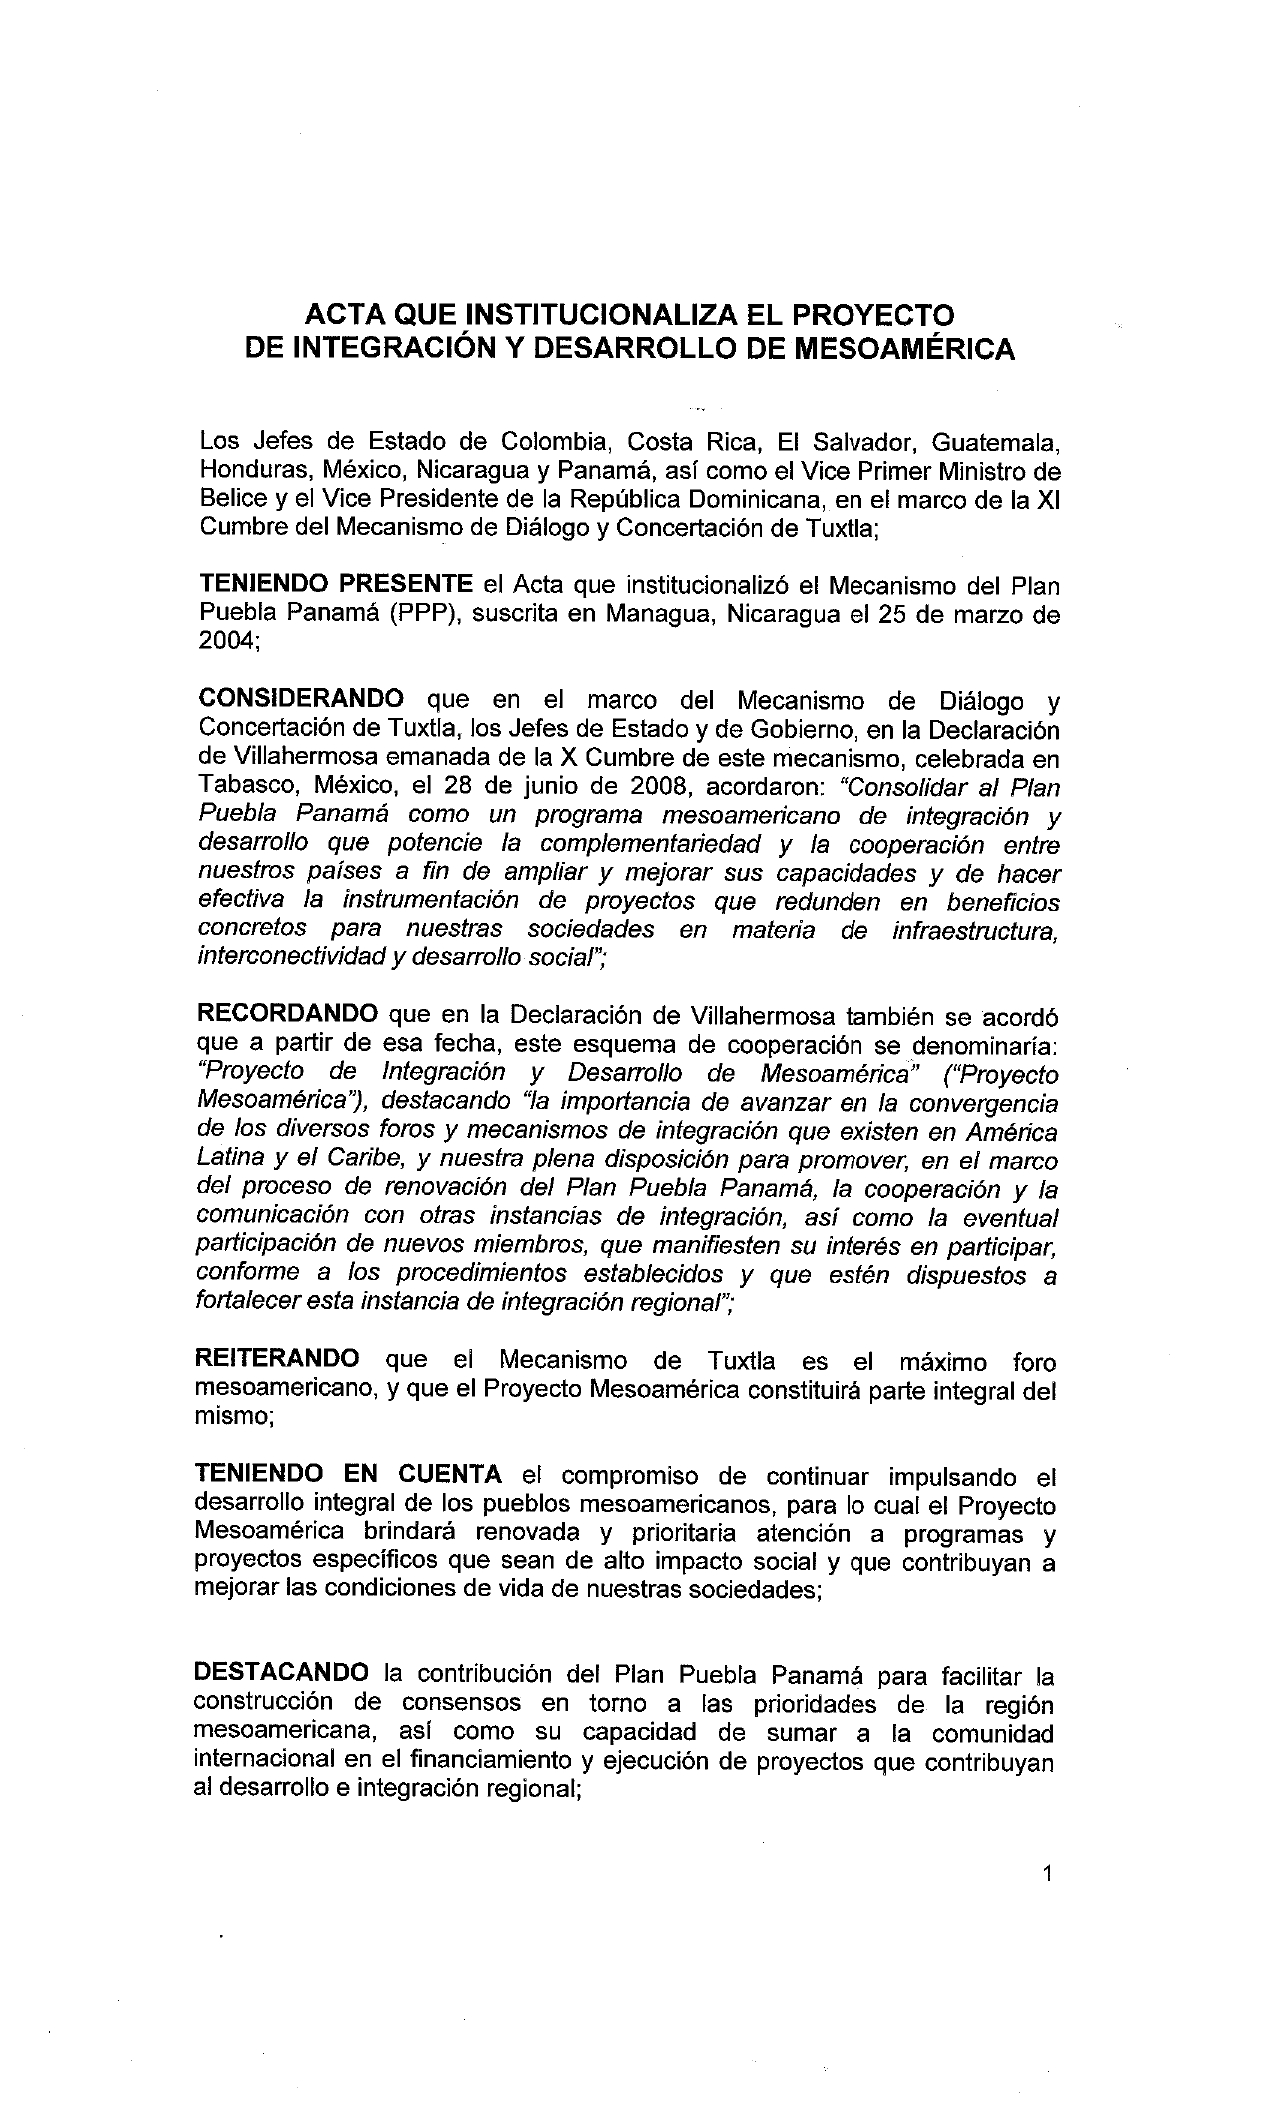 ACTA QUE INSTITUCIONALIZA EL PROYECTO
DE INTEGRACIÓN Y DESARROLLO DE MESOAMÉRICA
Los Jefes de Estado de Colombia, Costa Rica, El Salvador, Guatemala,
Honduras, México, Nicaragua y Panamá, así como el Vice Primer Ministro de
Belice y el Vice Presidente de la República Dominicana, en el marco de la XI
Cumbre del Mecanismo de Diálogo y Concertación de Tuxtla;
TENIENDO PRESENTE el Acta que institucionalizó el Mecanismo del Plan
Puebla Panamá (PPP), suscrita en Managua, Nicaragua el 25 de marzo de
2004;
CONSIDERANDO que en el marco del Mecanismo de Diálogo y
Concertación de Tuxtla, los Jefes de Estado y de Gobierno, en la Declaración
de Villahermosa emanada de la X Cumbre de este mecanismo, celebrada en
Tabasco, México, el 28 de junio de 2008, acordaron: “Consolidar al Plan
Puebla Panamá como un programa mesoamericano de integración y
desarrollo que potencie la complementariedad y la cooperación entre
nuestros países a fin de ampliar y mejorar sus capacidades y de hacer
efectiva la instrumentación de proyectos que redunden en beneficios
concretos para nuestras sociedades en materia de infraestructura,
interconectividad y desarrollo social”;
RECORDANDO que en la Declaración de Villahermosa también se acordó
que a partir de esa fecha, este esquema de cooperación se denominaría:
“Proyecto de Integración y Desarrollo de Mesoamérica” (“Proyecto
Mesoamérica”), destacando “la importancia de avanzar en la convergencia
de los diversos foros y mecanismos de integración que existen en América
Latina y el Caribe, y nuestra plena disposición para promover, en el marco
del proceso de renovación del Plan Puebla Panamá, la cooperación y la
comunicación con otras instancias de integración, así como la eventual
participación de nuevos miembros, que manifiesten su interés en participar,
conforme a los procedimientos establecidos y que estén dispuestos a
fortalecer esta instancia de integración regional”;
REITERANDO que el Mecanismo de Tuxtla es el máximo foro
mesoamericano, y que el Proyecto Mesoamérica constituirá parte integral del
mismo;
TENIENDO EN CUENTA el compromiso de continuar impulsando el
desarrollo integral de los pueblos mesoamericanos, para lo cual el Proyecto
Mesoamérica brindará renovada y prioritaria atención a programas y
proyectos específicos que sean de alto impacto social y que contribuyan a
mejorar las condiciones de vida de nuestras sociedades;
DESTACANDO la contribución del Plan Puebla Panamá para facilitar la
construcción de consensos en torno a las prioridades de la región
mesoamericana, así como su capacidad de sumar a la comunidad
internacional en el financiamiento y ejecución de proyectos que contribuyan
al desarrollo e integración regional;
1